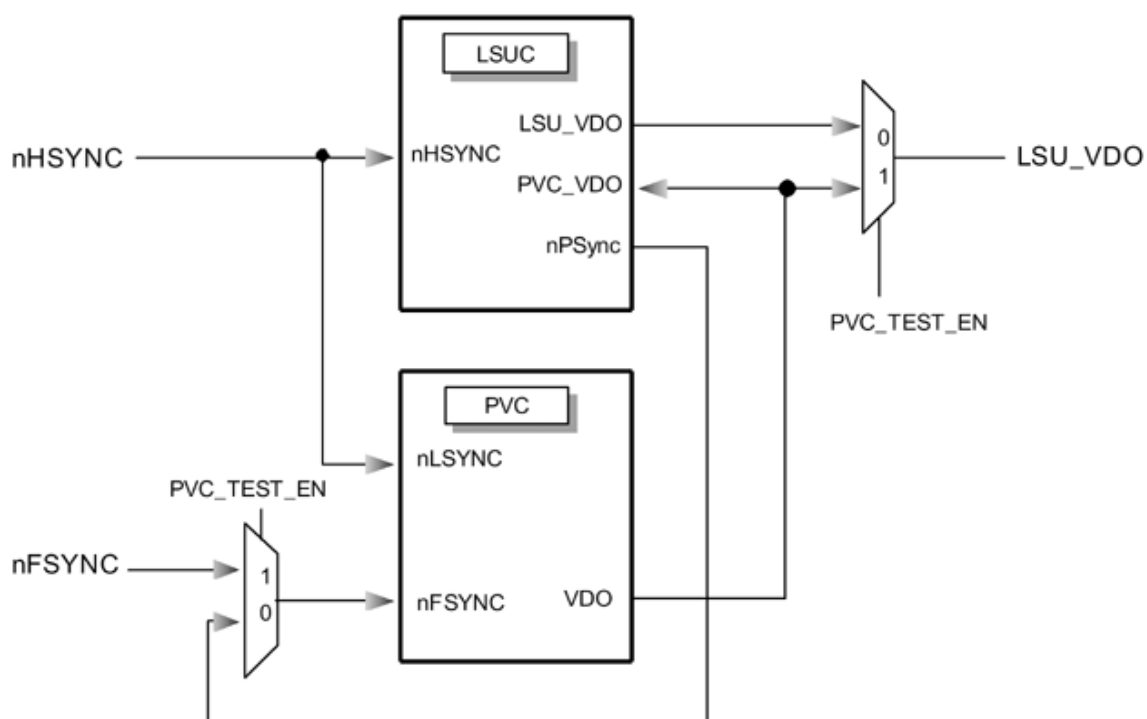 LSUC
LSU_VDO
0
nHSYNC
nHSYNC
LSU_VDO
PVC_VDO
1
nPSync
PVC_TEST_EN
PVC
nLSYNC
PVC_TEST_EN
nFSYNC
1
0
nFSYNC
VDO